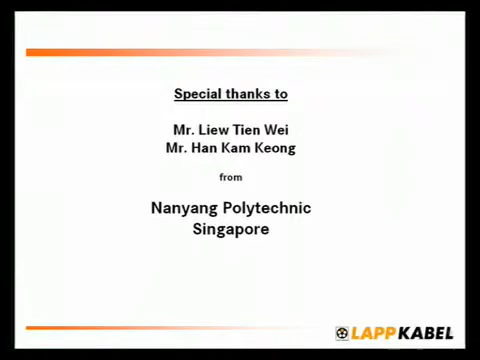 Special thanks to
Mr. Liew Tien Wei
Mr. Han Kam Keong
from
Nanyang Polytechnic
Singapore
LAPP KABEL